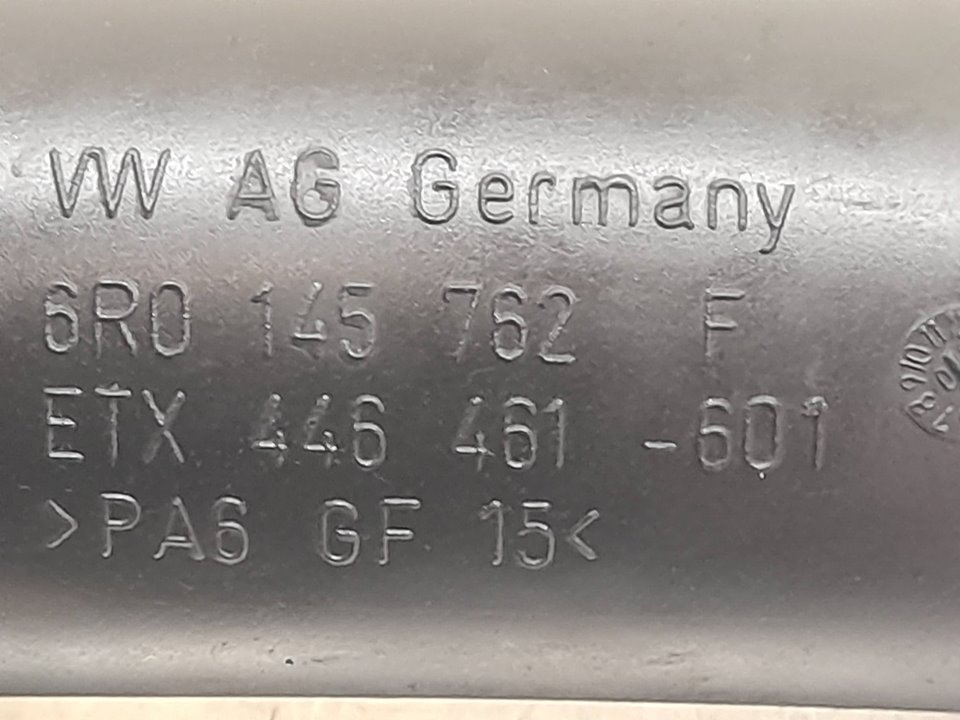 VW AG Germany
6R0 145 762 F
ETX 446 461 -601
>PA6 GF 15<